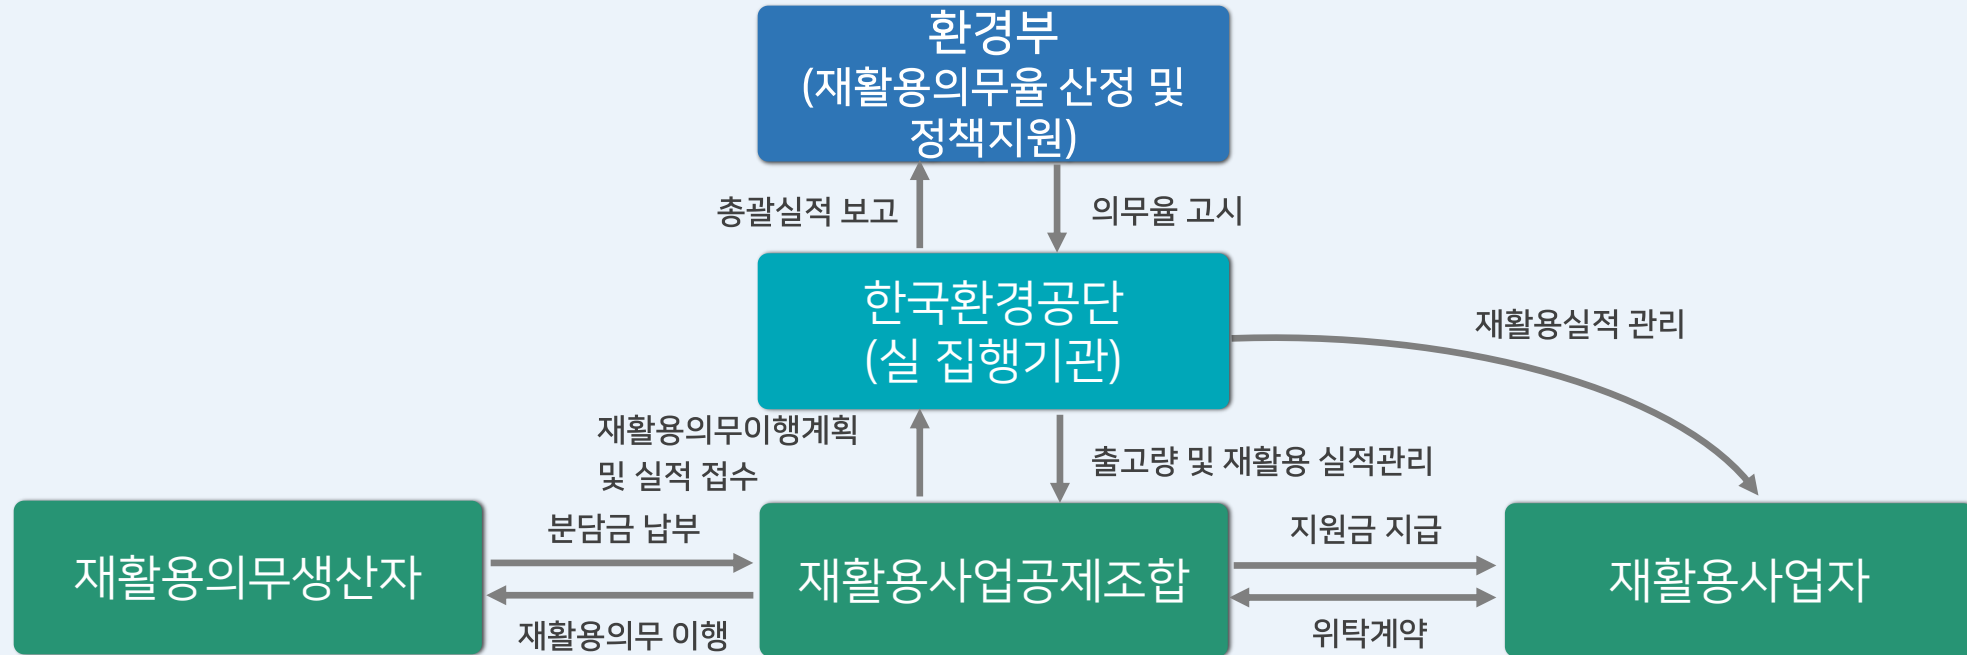 환경부
(재활용의무율 산정 및
정책지원)
총괄실적 보고
의무율 고시
한국환경공단
(실 집행기관)
재활용실적 관리
재활용의무이행계획
및 실적 접수
출고량 및 재활용 실적관리
재활용의무생산자
분담금 납부
재활용의무 이행
재활용사업공제조합
지원금 지급
위탁계약
재활용사업자